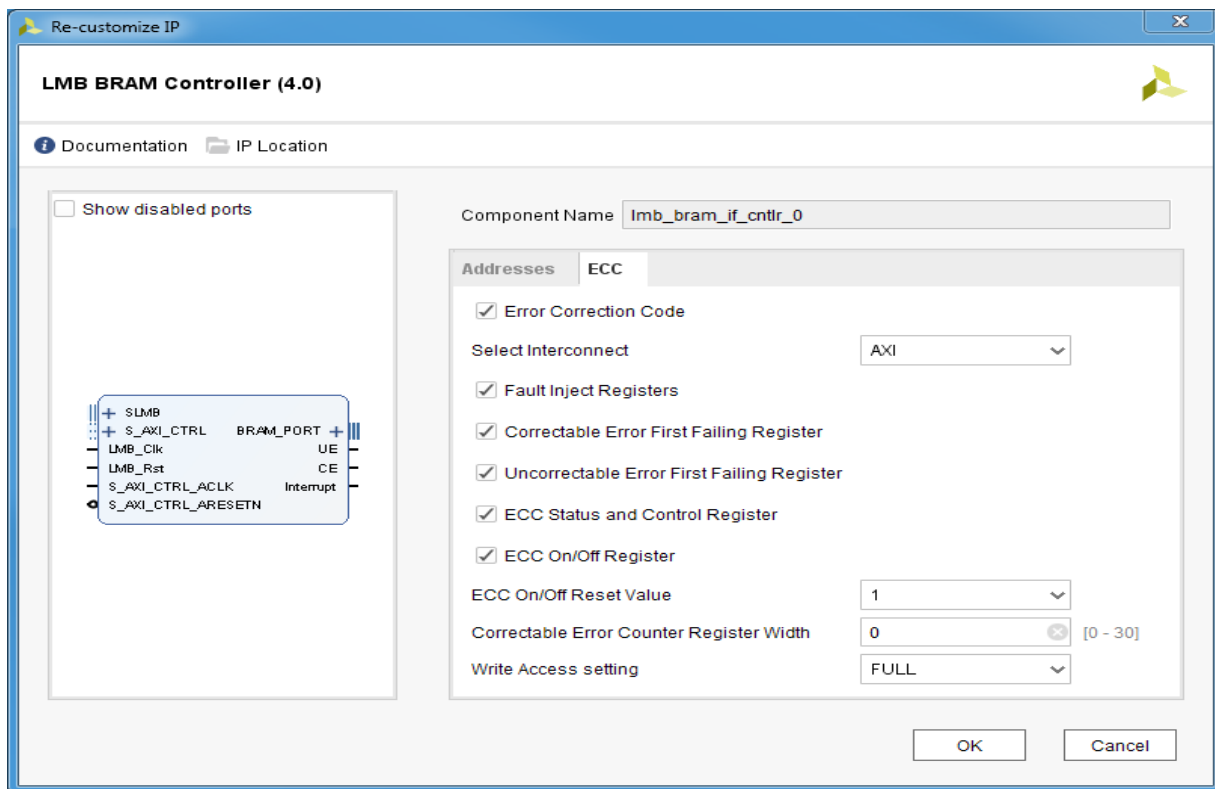 Re-customize IP
LMB BRAM Controller (4.0)
Documentation IP Location
Show disabled ports
SLMB
S_AXI_CTRL BRAM_PORT
LMB_Clk UE
LMB_Rst CE
S_AXI_CTRL_ACLK Interrupt
S_AXI_CTRL_ARESETN
Component Name lmb_bram_if_cntlr_0
Addresses ECC
Error Correction Code
Select Interconnect AXI
Fault Inject Registers
Correctable Error First Failing Register
Uncorrectable Error First Failing Register
ECC Status and Control Register
ECC On/Off Register
ECC On/Off Reset Value 1
Correctable Error Counter Register Width 0 [0 - 30]
Write Access setting FULL
OK Cancel